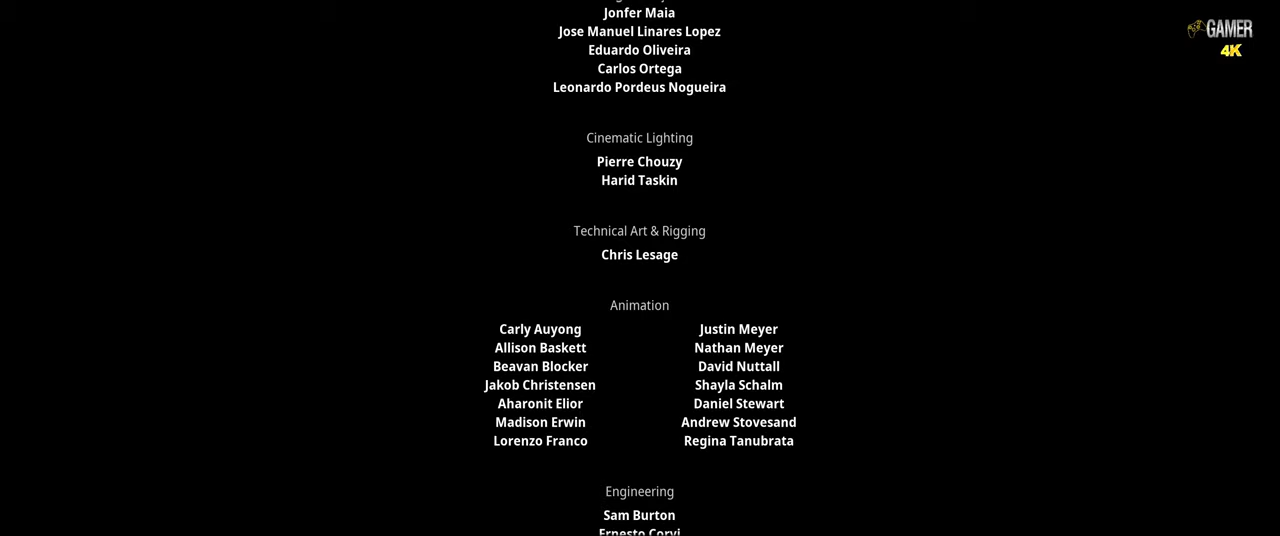 Jonfer Maia
Jose Manuel Linares Lopez
Eduardo Oliveira
Carlos Ortega
Leonardo Pordeus Nogueira
GAMER
4K
Cinematic Lighting
Pierre Chouzy
Harid Taskin
Technical Art & Rigging
Chris Lesage
Animation
Carly Auyong
Allison Baskett
Beavan Blocker
Jakob Christensen
Aharonit Elior
Madison Erwin
Lorenzo Franco
Justin Meyer
Nathan Meyer
David Nuttall
Shayla Schalm
Daniel Stewart
Andrew Stovesand
Regina Tanubrata
Engineering
Sam Burton
Ernesto Corvi